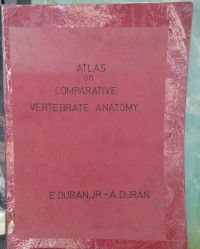 ATLAS
on
COMPARATIVE
VERTEBRATE ANATOMY
E.DURAN,JR-A.DURAN